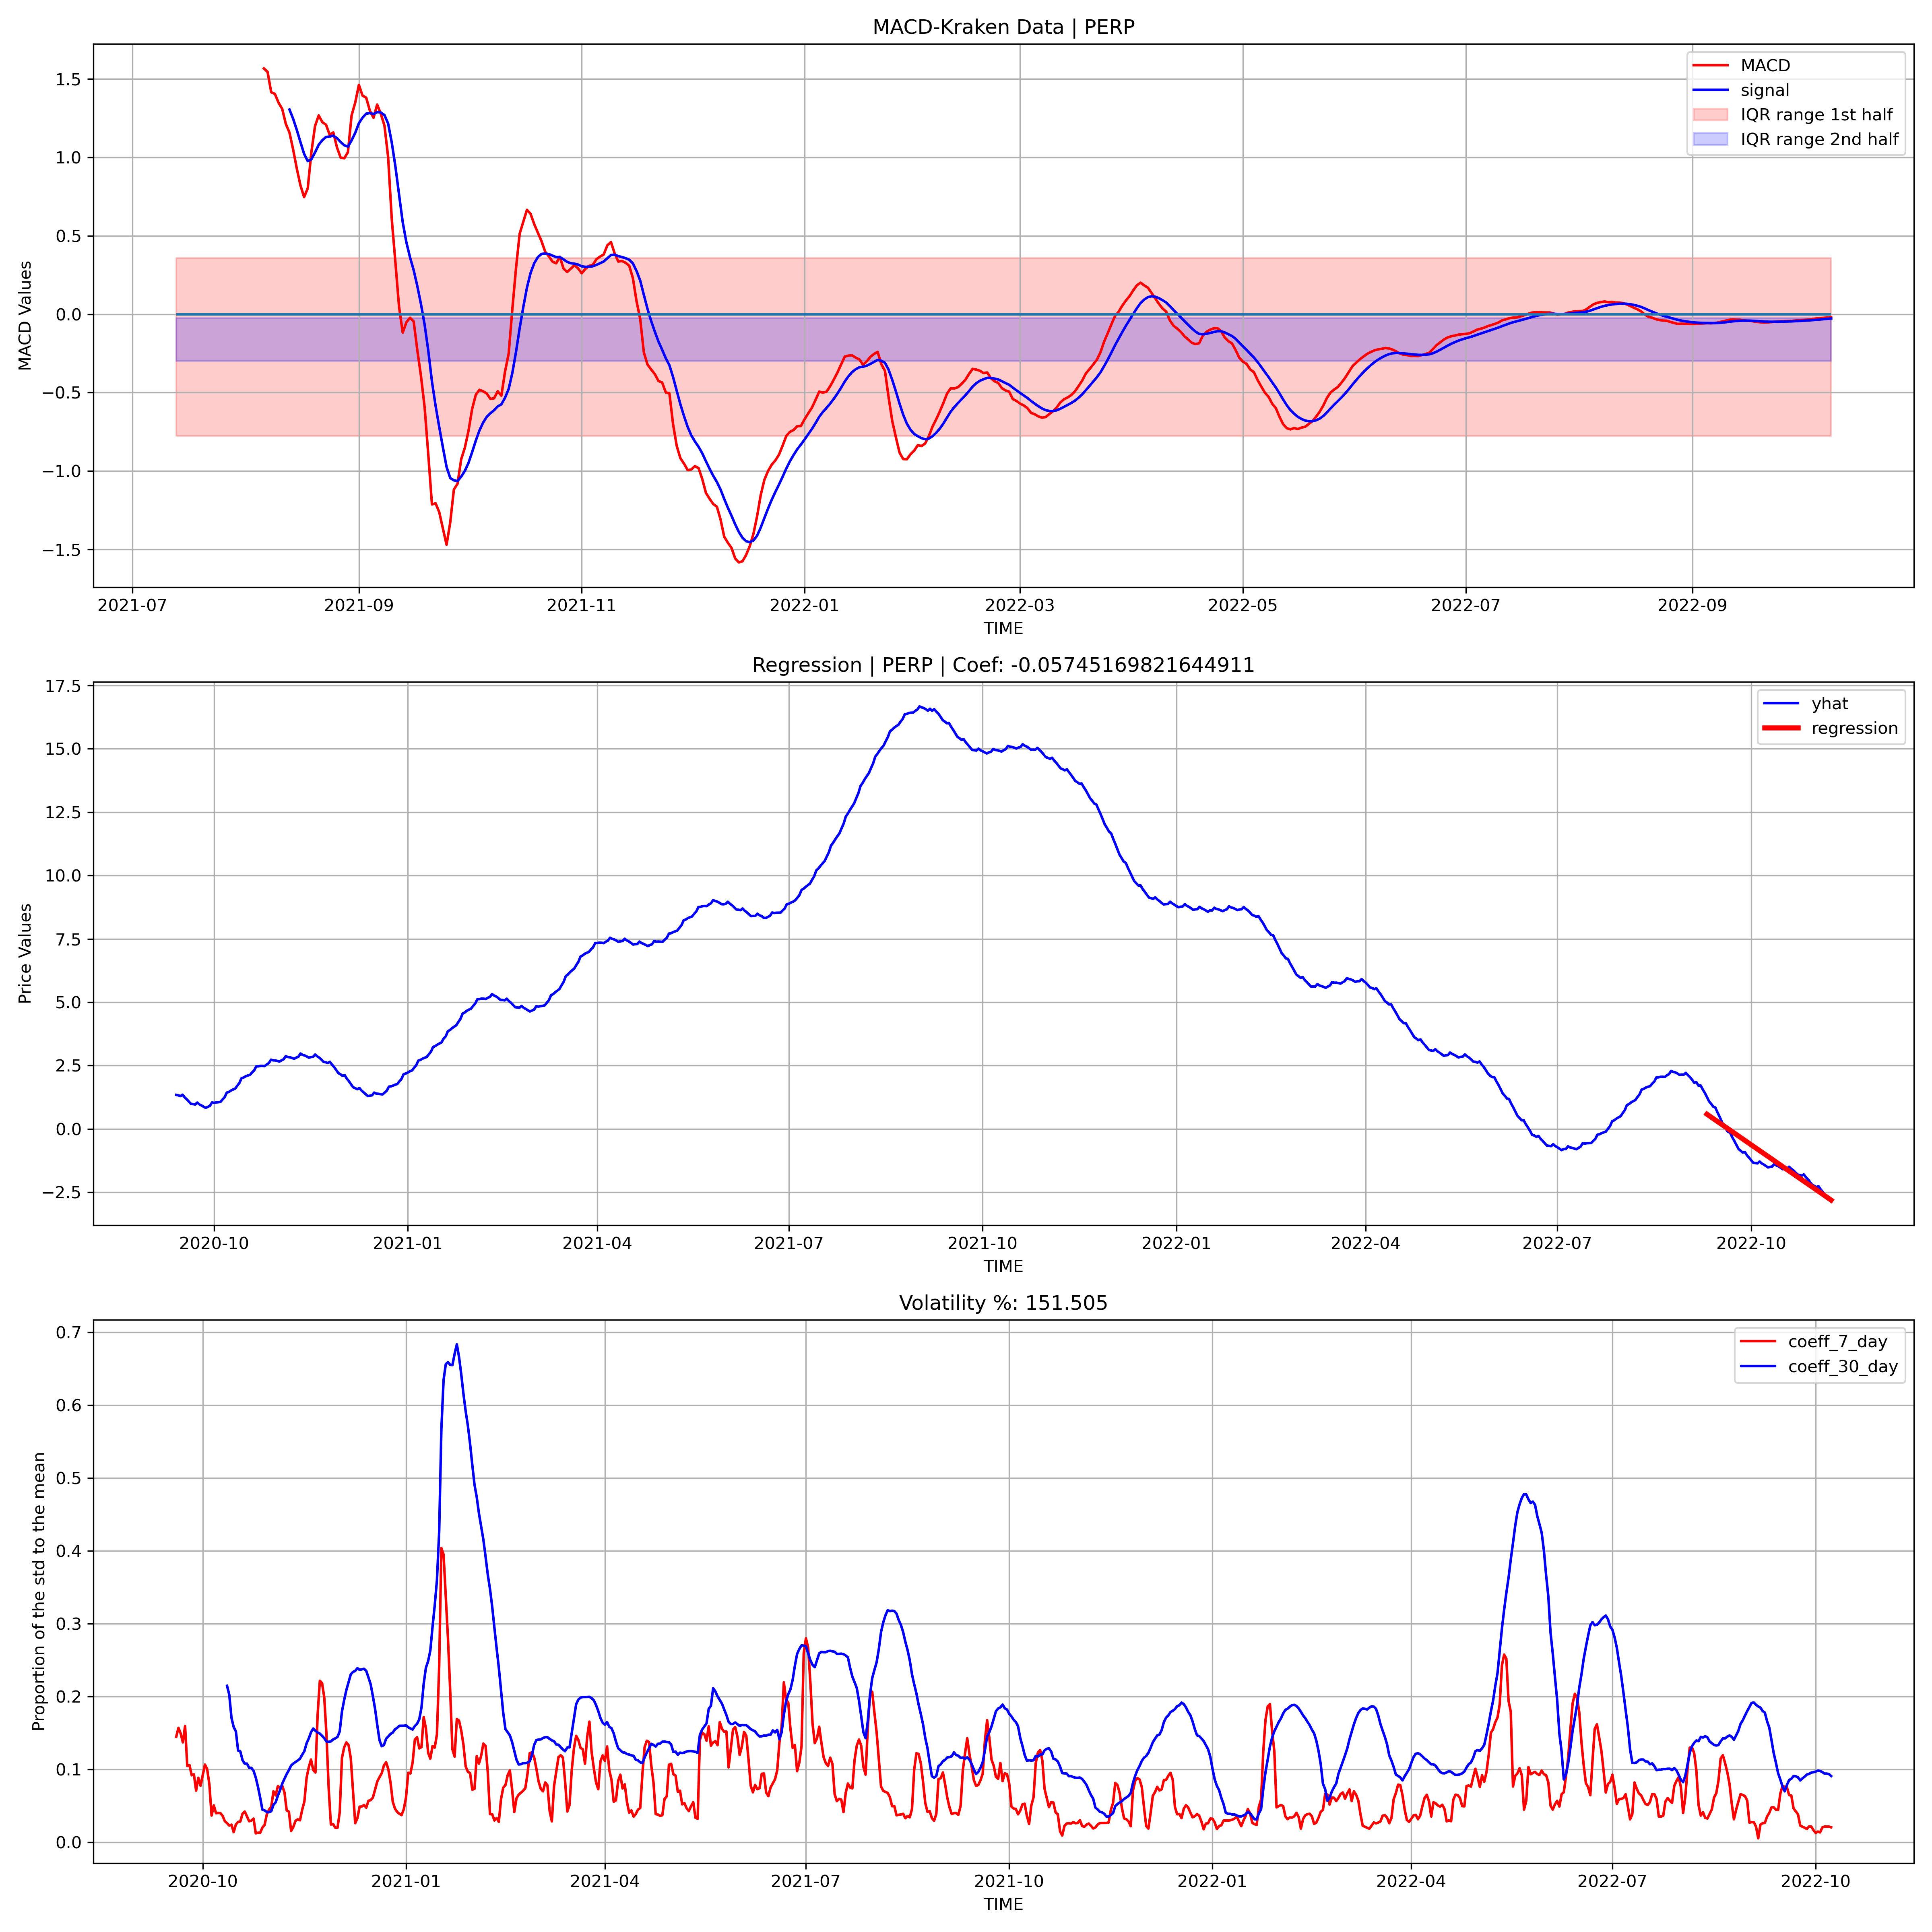 MACD-Kraken Data | PERP
MACD Values
1.5
1.0
0.5
0.0
−0.5
−1.0
−1.5
MACD
signal
IQR range 1st half
IQR range 2nd half
2021-07 2021-09 2021-11 2022-01 2022-03 2022-05 2022-07 2022-09
TIME
Regression | PERP | Coef: -0.05745169821644911
Price Values
17.5
15.0
12.5
10.0
7.5
5.0
2.5
0.0
−2.5
yhat
regression
2020-10 2021-01 2021-04 2021-07 2021-10 2022-01 2022-04 2022-07 2022-10
TIME
Volatility %: 151.505
Proportion of the std to the mean
0.7
0.6
0.5
0.4
0.3
0.2
0.1
0.0
coeff_7_day
coeff_30_day
2020-10 2021-01 2021-04 2021-07 2021-10 2022-01 2022-04 2022-07 2022-10
TIME